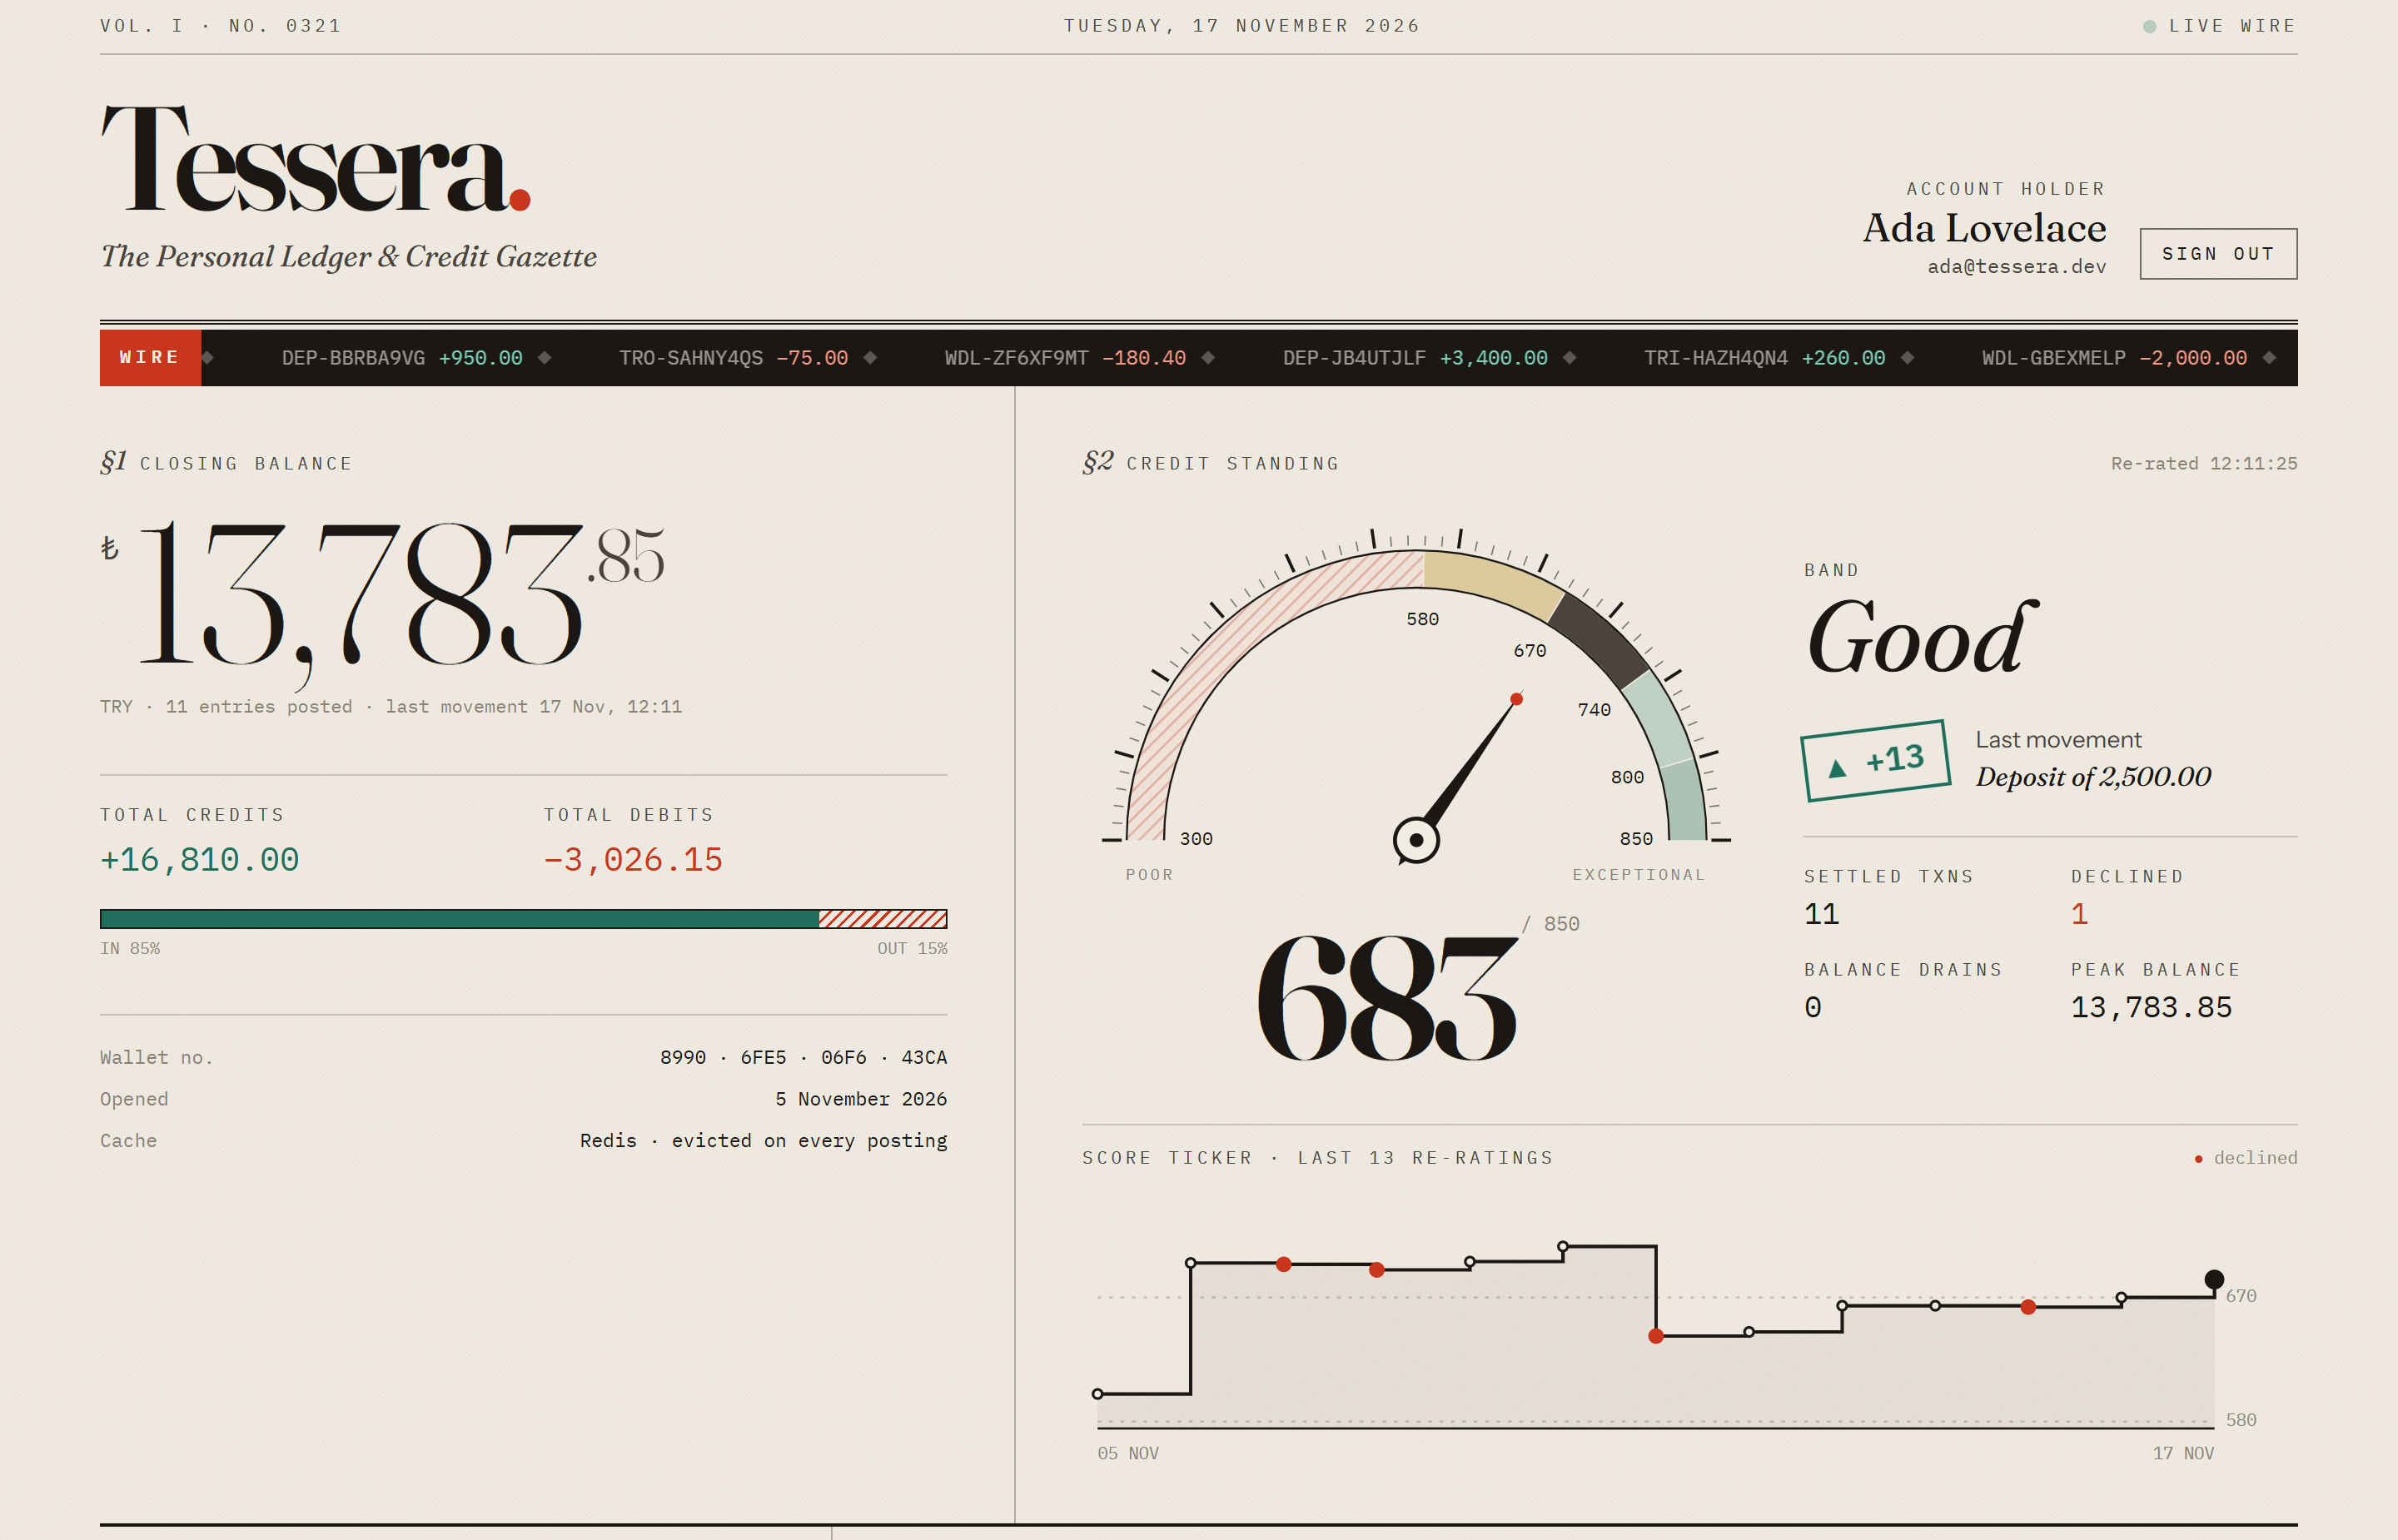 VOL. I · NO. 0321
TUESDAY, 17 NOVEMBER 2026
LIVE WIRE
Tessera.
The Personal Ledger & Credit Gazette
ACCOUNT HOLDER
Ada Lovelace
ada@tessera.dev
SIGN OUT
WIRE ◆ DEP-BBRBA9VG +950.00 ◆ TRO-SAHNY4QS −75.00 ◆ WDL-ZF6XF9MT −180.40 ◆ DEP-JB4UTJLF +3,400.00 ◆ TRI-HAZH4QN4 +260.00 ◆ WDL-GBEXMELP −2,000.00 ◆
§1 CLOSING BALANCE
₺ 13,783.85
TRY · 11 entries posted · last movement 17 Nov, 12:11
TOTAL CREDITS
+16,810.00
TOTAL DEBITS
−3,026.15
IN 85%
OUT 15%
Wallet no. 8990 · 6FE5 · 06F6 · 43CA
Opened 5 November 2026
Cache Redis · evicted on every posting
§2 CREDIT STANDING
Re-rated 12:11:25
300
580
670
740
800
850
POOR
EXCEPTIONAL
683 / 850
BAND
Good
▲ +13
Last movement
Deposit of 2,500.00
SETTLED TXNS
11
DECLINED
1
BALANCE DRAINS
0
PEAK BALANCE
13,783.85
SCORE TICKER · LAST 13 RE-RATINGS
● declined
670
580
05 NOV
17 NOV